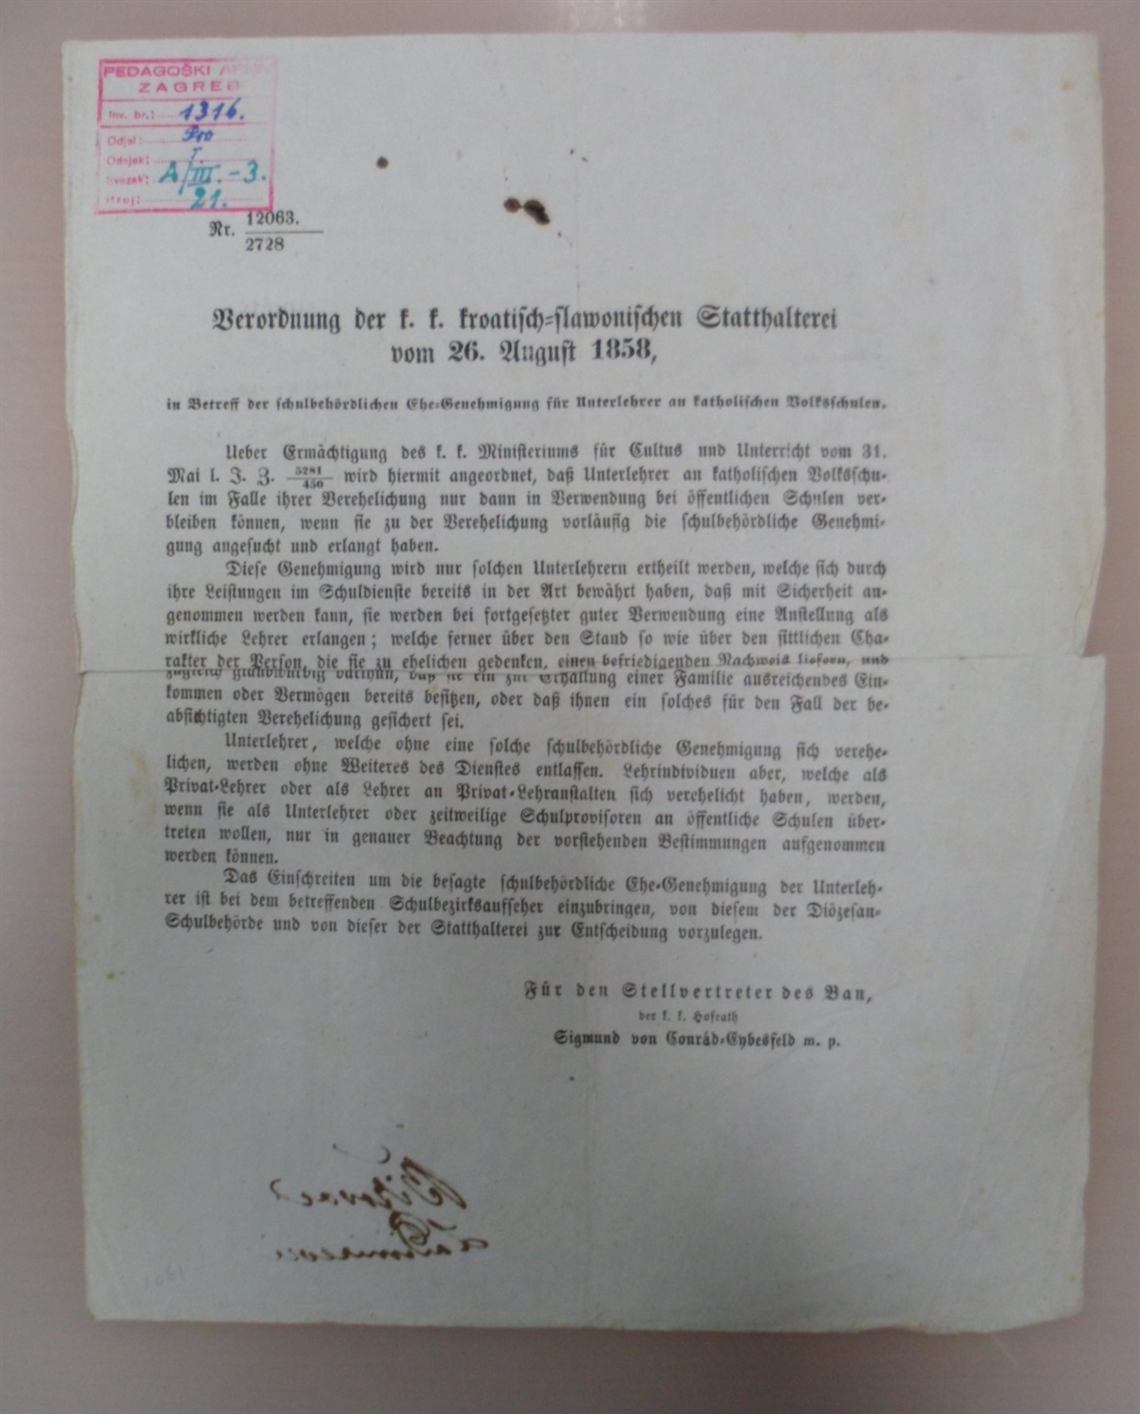 PEDAGOŠKI
ZAGREB
Inv. br.: 1316.
Odjel:
Odsjek: I.
Svezak: A/III.-3.
Broj: 21.
Nr. 12063.
2728
Verordnung der k. k. kroatisch-slawonischen Statthalterei
vom 26. August 1858,
in Betreff der schulbehördlichen Ehe-Genehmigung für Unterlehrer an katholischen Volksschulen.
Ueber Ermächtigung des k. k. Ministeriums für Cultus und Unterricht vom 31.
Mai l. J. Z. 5281/450 wird hiermit angeordnet, daß Unterlehrer an katholischen Volksschu-
len im Falle ihrer Verehelichung nur dann in Verwendung bei öffentlichen Schulen ver-
bleiben können, wenn sie zu der Verehelichung vorläufig die schulbehördliche Genehmi-
gung angesucht und erlangt haben.
Diese Genehmigung wird nur solchen Unterlehrern ertheilt werden, welche sich durch
ihre Leistungen im Schuldienste bereits in der Art bewährt haben, daß mit Sicherheit an-
genommen werden kann, sie werden bei fortgesetzter guter Verwendung eine Anstellung als
wirkliche Lehrer erlangen; welche ferner über den Stand so wie über den sittlichen Cha-
rakter der Person, die sie zu ehelichen gedenken, einen befriedigenden Nachweis liefern, und
zugleich glaubwürdig darthun, daß sie ein zur Erhaltung einer Familie ausreichendes Ein-
kommen oder Vermögen bereits besitzen, oder daß ihnen ein solches für den Fall der be-
absichtigten Verehelichung gesichert sei.
Unterlehrer, welche ohne eine solche schulbehördliche Genehmigung sich verehe-
lichen, werden ohne Weiteres des Dienstes entlassen. Lehrindividuen aber, welche als
Privat-Lehrer oder als Lehrer an Privat-Lehranstalten sich verehelicht haben, werden,
wenn sie als Unterlehrer oder zeitweilige Schulprovisoren an öffentliche Schulen über-
treten wollen, nur in genauer Beachtung der vorstehenden Bestimmungen aufgenommen
werden können.
Das Einschreiten um die besagte schulbehördliche Ehe-Genehmigung der Unterleh-
rer ist bei dem betreffenden Schulbezirksaufseher einzubringen, von diesem der Diözesan-
Schulbehörde und von dieser der Statthalterei zur Entscheidung vorzulegen.
Für den Stellvertreter des Ban,
der k. k. Hofrath
Sigmund von Conrád-Eybesfeld m. p.